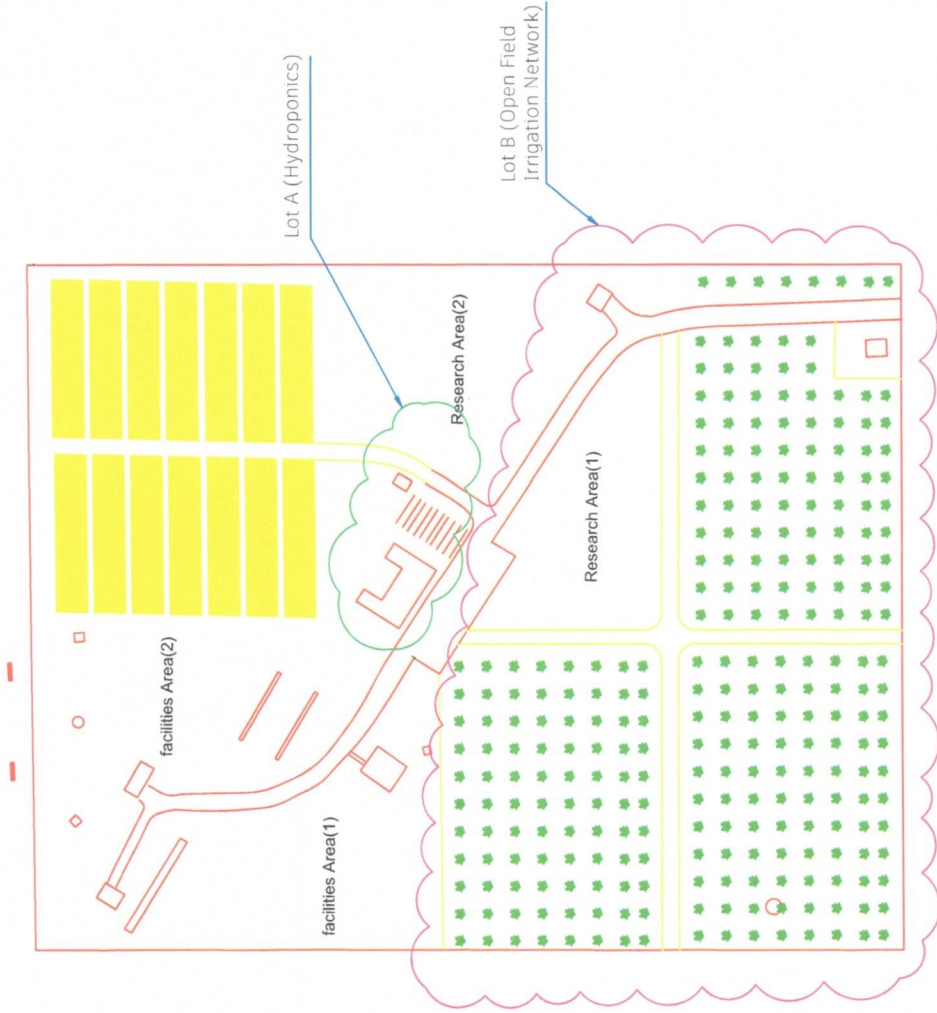 Lot A (Hydroponics)
Lot B (Open Field
Irrigation Network)
Research Area(2)
Research Area(1)
facilities Area(2)
facilities Area(1)